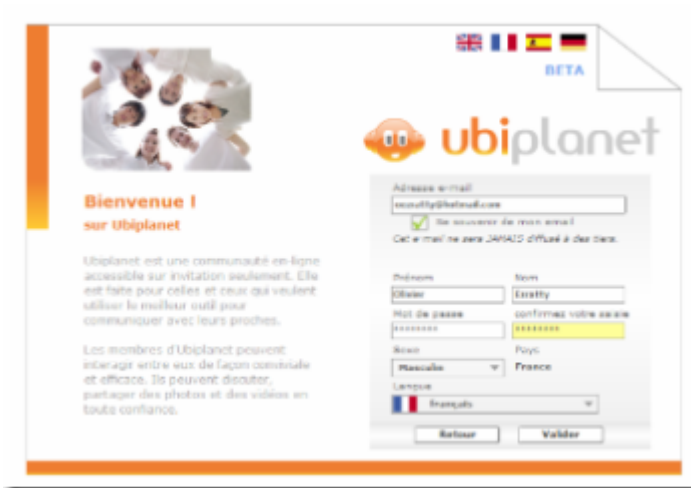 BETA
ubiplanet
Bienvenue !
sur Ubiplanet
Ubiplanet est une communauté en-ligne
accessible sur invitation seulement. Elle
est faite pour celles et ceux qui veulent
utiliser le meilleur outil pour
communiquer avec leurs proches.
Les membres d'Ubiplanet peuvent
interagir entre eux de façon conviviale
et efficace. Ils peuvent discuter,
partager des photos et des vidéos en
toute confiance.
Adresse e-mail
Se souvenir de mon email
Cet e-mail ne sera JAMAIS diffusé à des tiers.
Prénom Nom
Olivier Ezratty
Mot de passe confirmez votre saisie
******** ********
Sexe Pays
Masculin France
Langue
Français
Retour Valider